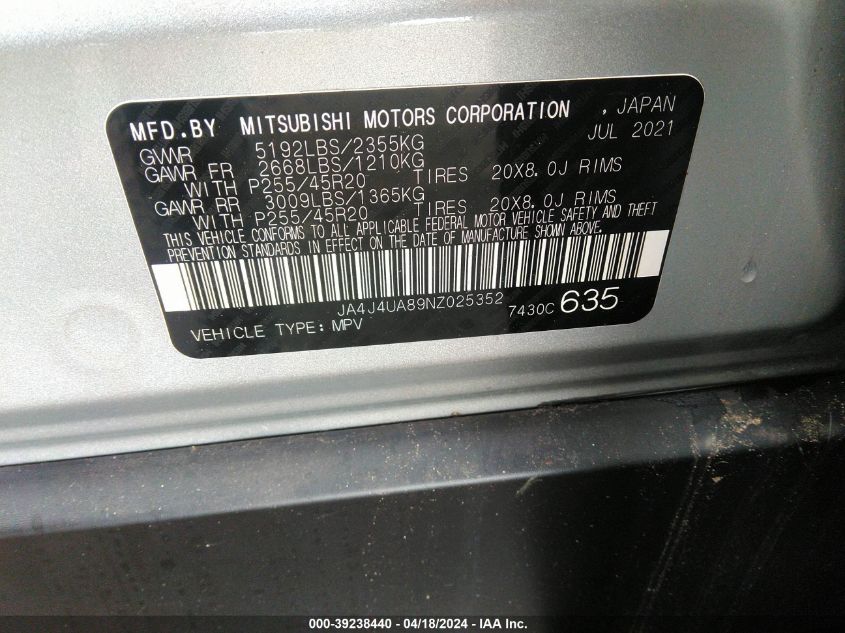 MFD.BY MITSUBISHI MOTORS CORPORATION , JAPAN
JUL 2021
GVWR 5192LBS/2355KG
GAWR FR 2668LBS/1210KG
WITH P255/45R20 TIRES 20X8.0J RIMS
GAWR RR 3009LBS/1365KG
WITH P255/45R20 TIRES 20X8.0J RIMS
THIS VEHICLE CONFORMS TO ALL APPLICABLE FEDERAL MOTOR VEHICLE SAFETY AND THEFT
PREVENTION STANDARDS IN EFFECT ON THE DATE OF MANUFACTURE SHOWN ABOVE.
JA4J4UA89NZ025352
7430C 635
VEHICLE TYPE: MPV
000-39238440 - 04/18/2024 - IAA Inc.